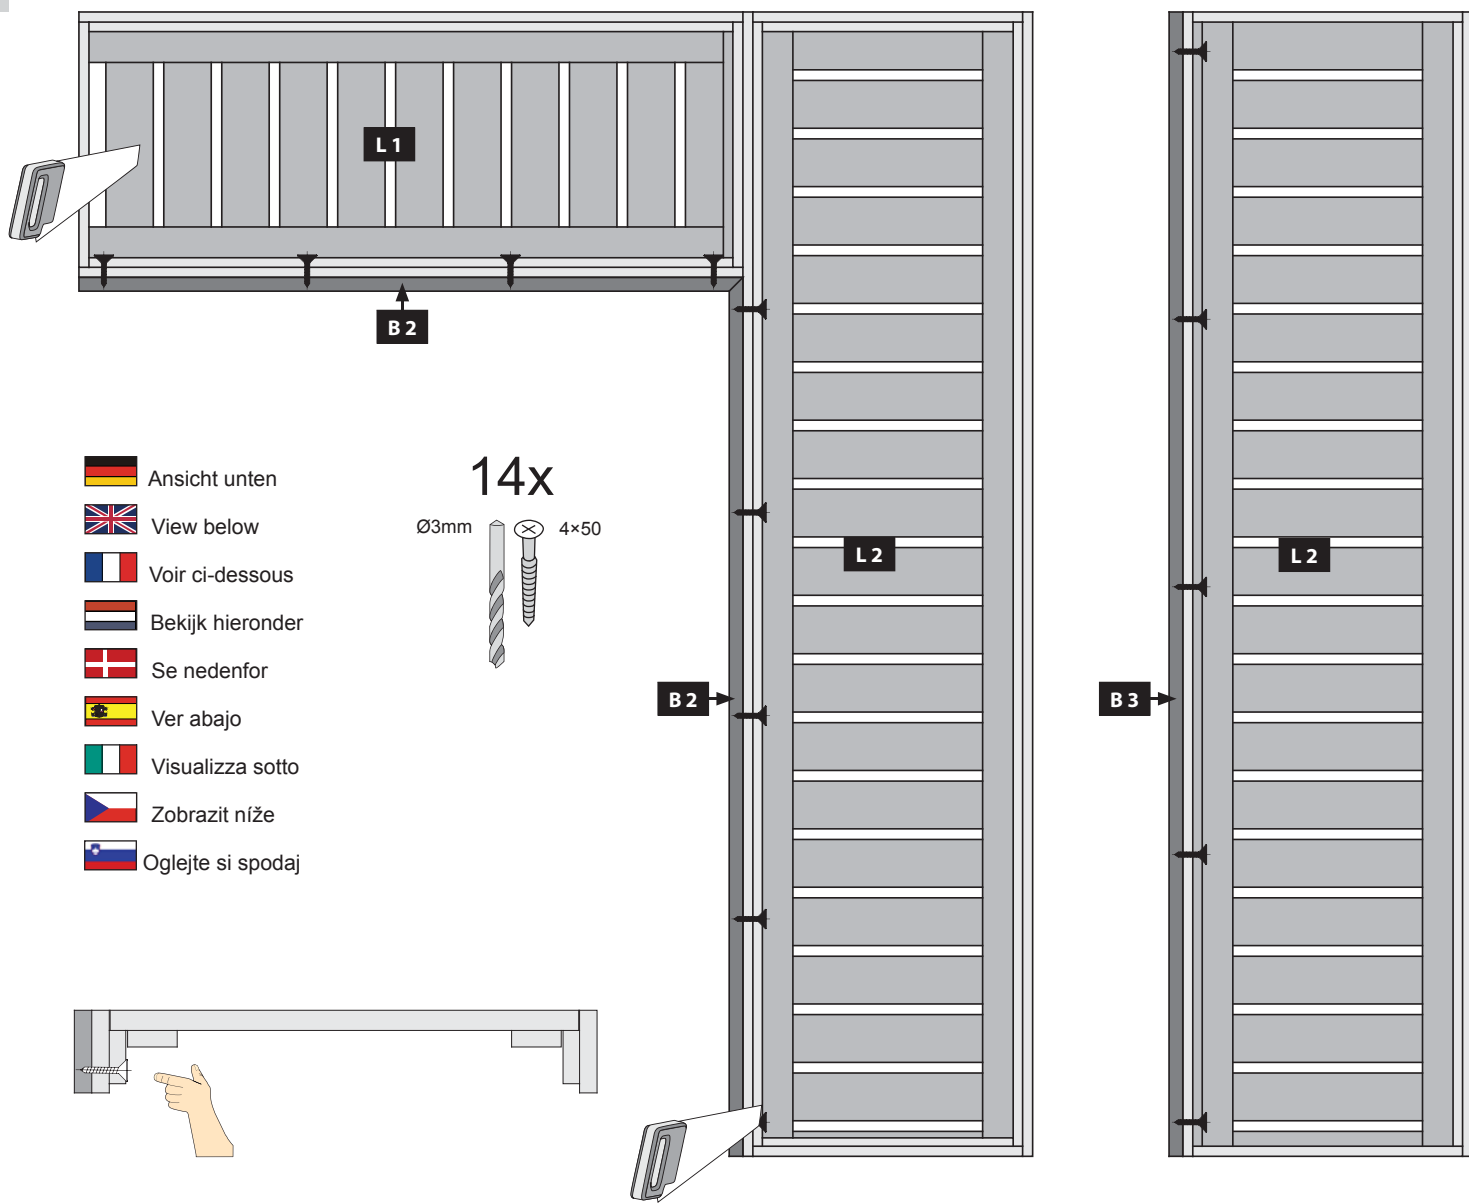 L 1
B 2
Ansicht unten
View below
Voir ci-dessous
Bekijk hieronder
Se nedenfor
Ver abajo
Visualizza sotto
Zobrazit níže
Oglejte si spodaj
14x
Ø3mm 4×50
L 2
B 2
L 2
B 3